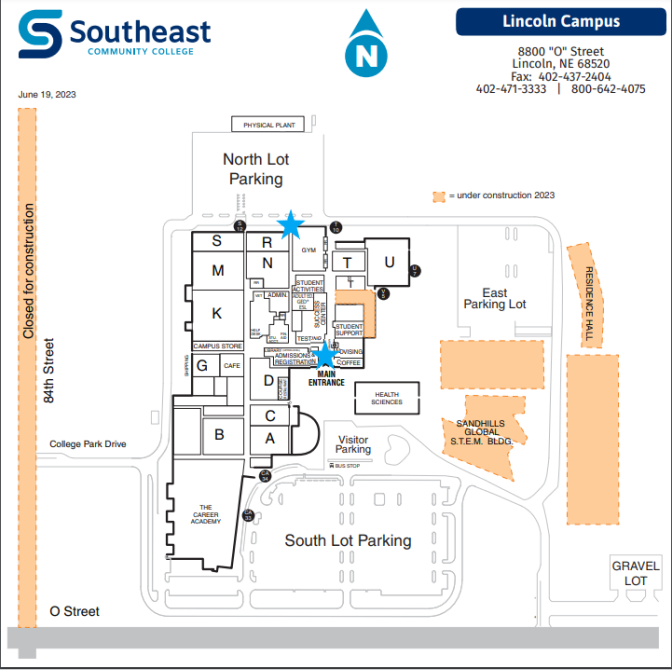 Southeast
COMMUNITY COLLEGE
N
Lincoln Campus
8800 "O" Street
Lincoln, NE 68520
Fax: 402-437-2404
402-471-3333 | 800-642-4075
June 19, 2023
PHYSICAL PLANT
North Lot
Parking
= under construction 2023
Closed for construction
84th Street
S
R
GYM
M
N
T
U
K
STUDENT
ACTIVITIES
ADMIN.
SUCCESS
CENTER
STUDENT
SUPPORT
TESTING
CAMPUS STORE
SHIPPING
G
CAFE
ADMISSIONS
REGISTRATION
COFFEE
MAIN
ENTRANCE
D
East
Parking Lot
RESIDENCE HALL
HEALTH
SCIENCES
C
B
A
SANDHILLS
GLOBAL
S.T.E.M. BLDG.
Visitor
Parking
BUS STOP
College Park Drive
THE
CAREER
ACADEMY
South Lot Parking
GRAVEL
LOT
O Street